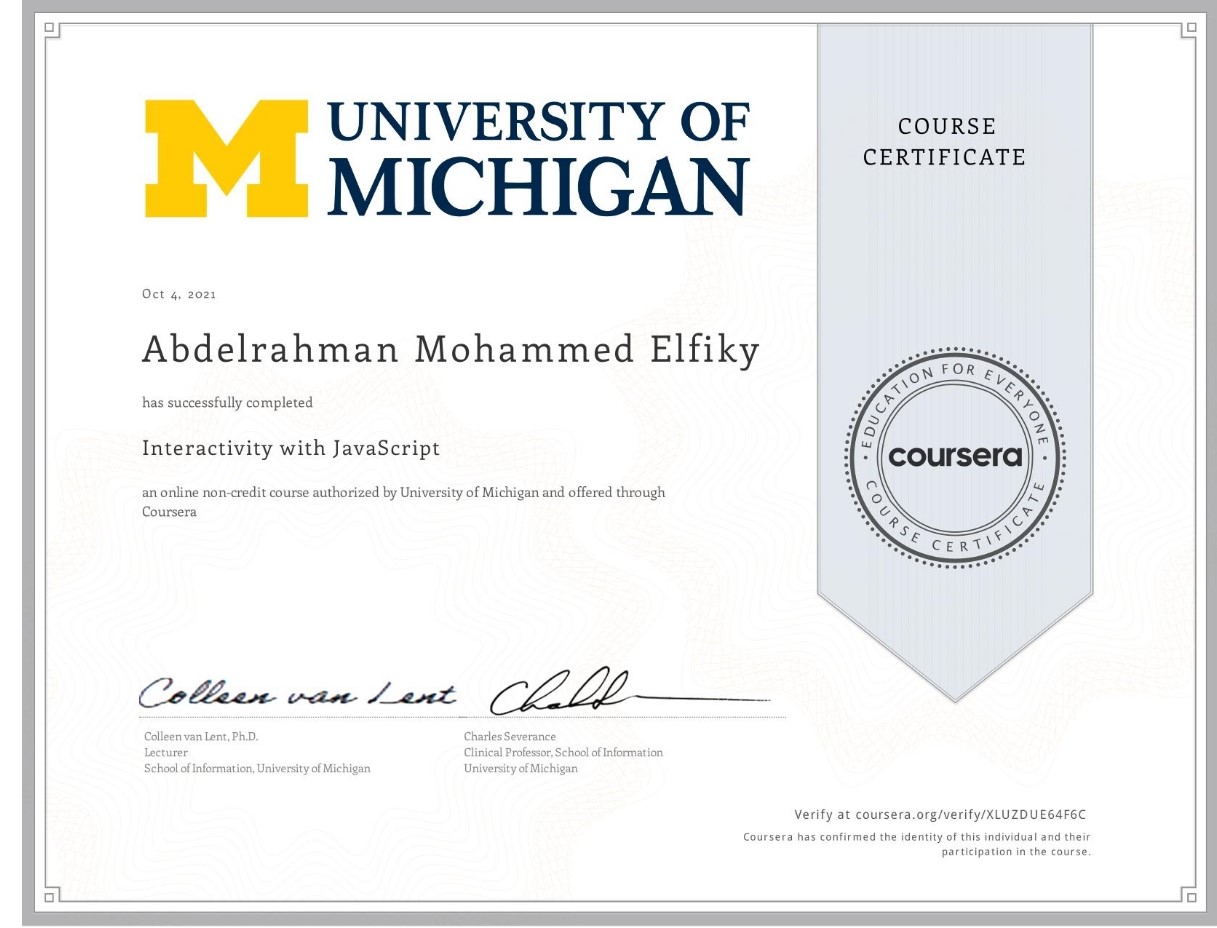 UNIVERSITY OF
MICHIGAN
COURSE
CERTIFICATE
Oct 4, 2021
Abdelrahman Mohammed Elfiky
has successfully completed
Interactivity with JavaScript
an online non-credit course authorized by University of Michigan and offered through
Coursera
EDUCATION FOR EVERYONE
coursera
COURSE CERTIFICATE
Colleen van Lent
Colleen van Lent, Ph.D.
Lecturer
School of Information, University of Michigan
Charles Severance
Clinical Professor, School of Information
University of Michigan
Verify at coursera.org/verify/XLUZDUE64F6C
Coursera has confirmed the identity of this individual and their
participation in the course.